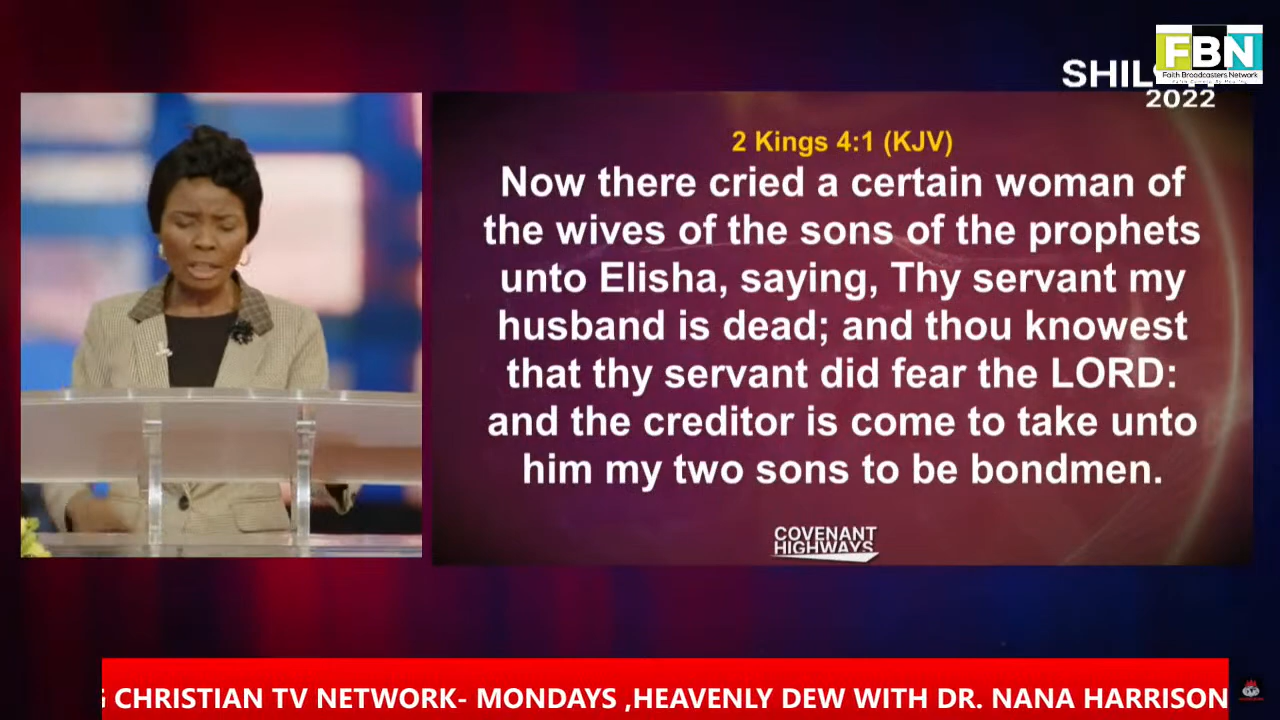 FBN
Faith Broadcasters Network
SHIL
2022
2 Kings 4:1 (KJV)
Now there cried a certain woman of
the wives of the sons of the prophets
unto Elisha, saying, Thy servant my
husband is dead; and thou knowest
that thy servant did fear the LORD:
and the creditor is come to take unto
him my two sons to be bondmen.
COVENANT
HIGHWAYS
CHRISTIAN TV NETWORK- MONDAYS ,HEAVENLY DEW WITH DR. NANA HARRISON